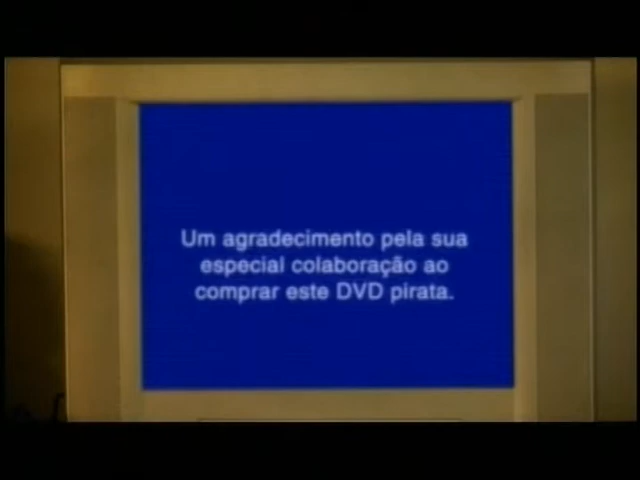 Um agradecimento pela sua
especial colaboração ao
comprar este DVD pirata.